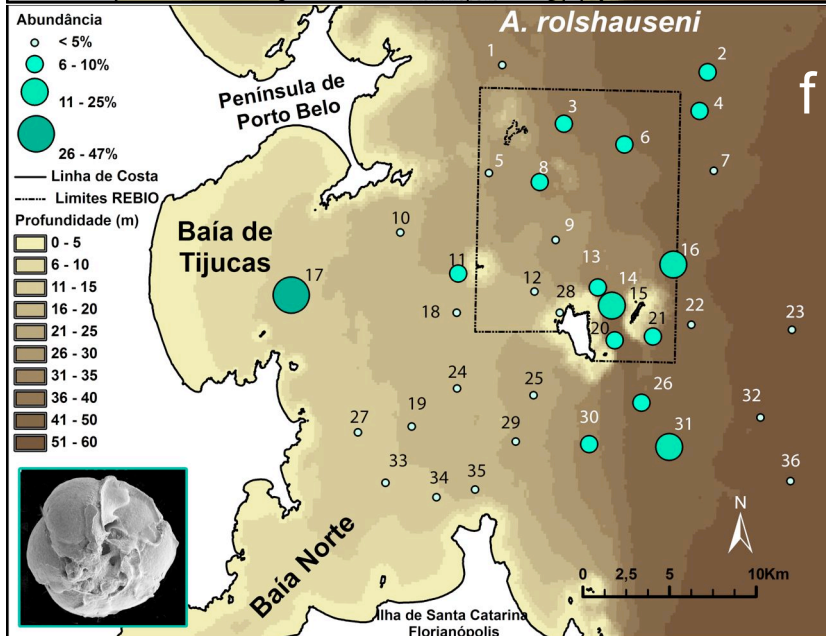 A. rolshauseni
f
Abundância
< 5%
6 - 10%
11 - 25%
26 - 47%
Linha de Costa
Limites REBIO
Profundidade (m)
0 - 5
6 - 10
11 - 15
16 - 20
21 - 25
26 - 30
31 - 35
36 - 40
41 - 50
51 - 60
Península de
Porto Belo
Baía de
Tijucas
Baía Norte
Ilha de Santa Catarina
Florianópolis
1
2
3
4
5
6
7
8
9
10
11
12
13
14
15
16
17
18
28
20
21
22
23
24
25
26
19
27
29
30
31
32
33
34
35
36
N
0 2,5 5 10Km